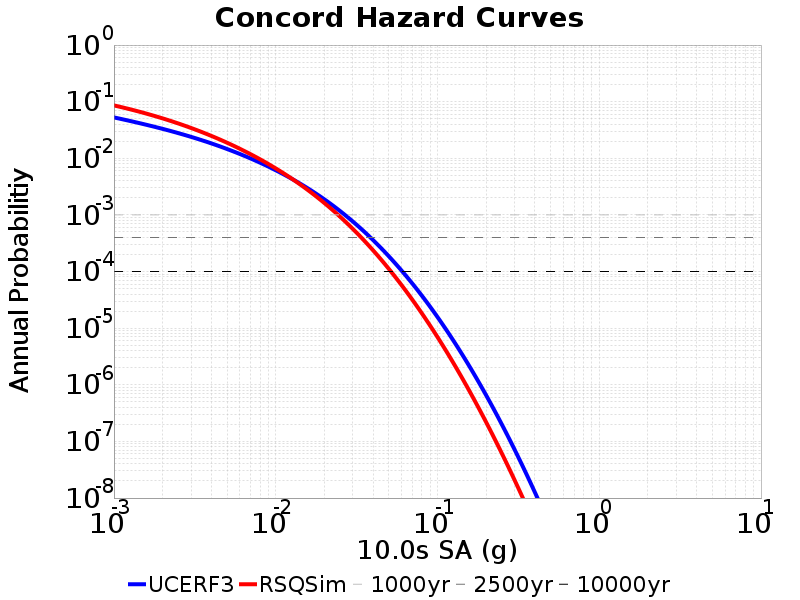 Concord Hazard Curves
10^0
10^-1
10^-2
10^-3
10^-4
10^-5
10^-6
10^-7
10^-8
Annual Probabilitiy
10^-3 10^-2 10^-1 10^0 10^1
10.0s SA (g)
UCERF3 RSQSim 1000yr 2500yr 10000yr